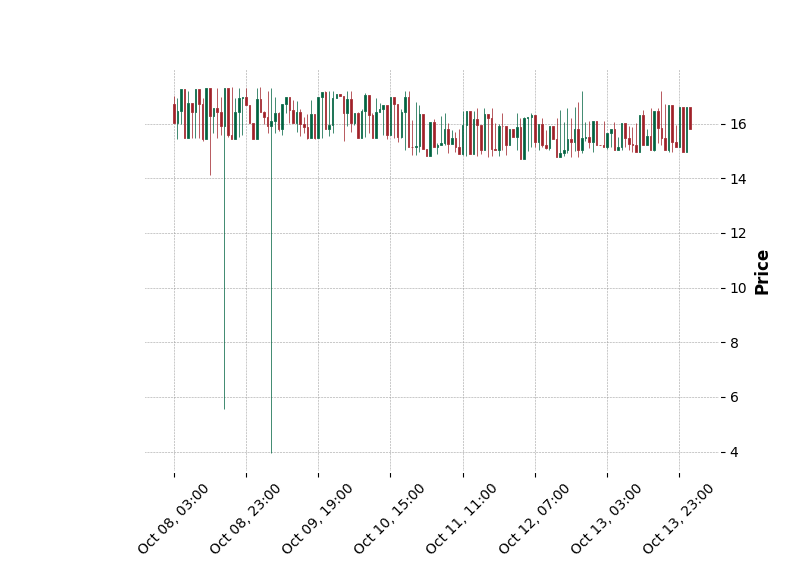 16
14
12
10
8
6
4
Price
Oct 08, 03:00
Oct 08, 23:00
Oct 09, 19:00
Oct 10, 15:00
Oct 11, 11:00
Oct 12, 07:00
Oct 13, 03:00
Oct 13, 23:00